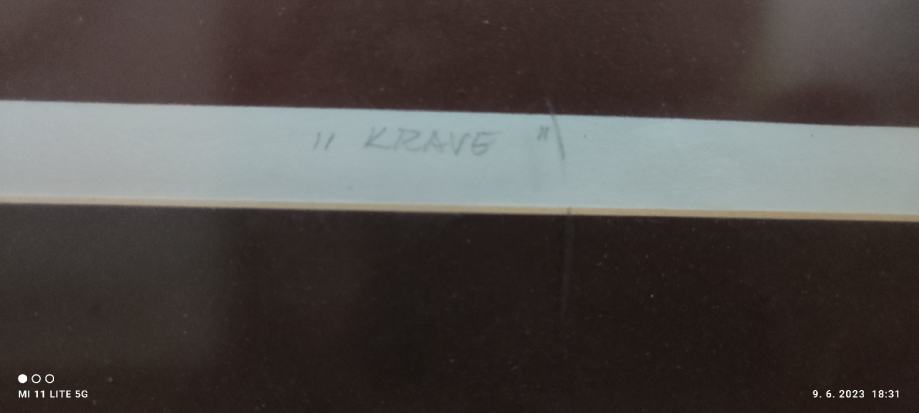 " KRAVE "
MI 11 LITE 5G
9. 6. 2023 18:31